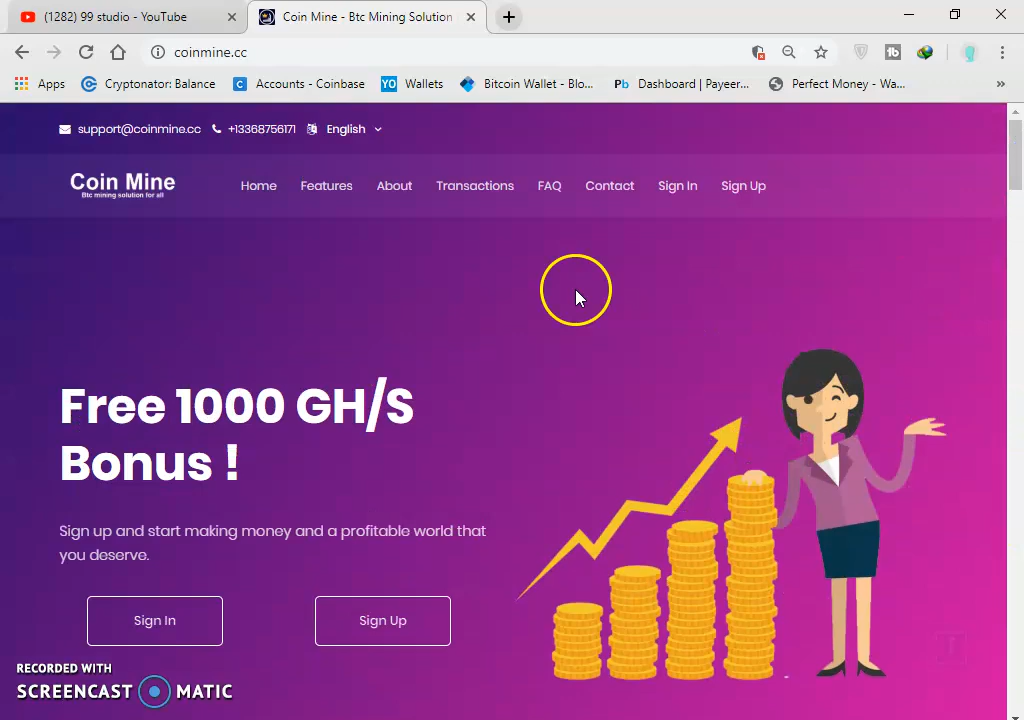 (1282) 99 studio - YouTube
Coin Mine - Btc Mining Solution
coinmine.cc
Apps
Cryptonator: Balance
C
Accounts - Coinbase
YO
Wallets
Bitcoin Wallet - Blo...
Pb
Dashboard | Payeer...
Perfect Money - Wa...
»
support@coinmine.cc
+13368756171
English
Coin Mine
Btc mining solution for all
Home
Features
About
Transactions
FAQ
Contact
Sign In
Sign Up
Free 1000 GH/S
Bonus !
Sign up and start making money and a profitable world that
you deserve.
Sign In
Sign Up
RECORDED WITH
SCREENCAST MATIC